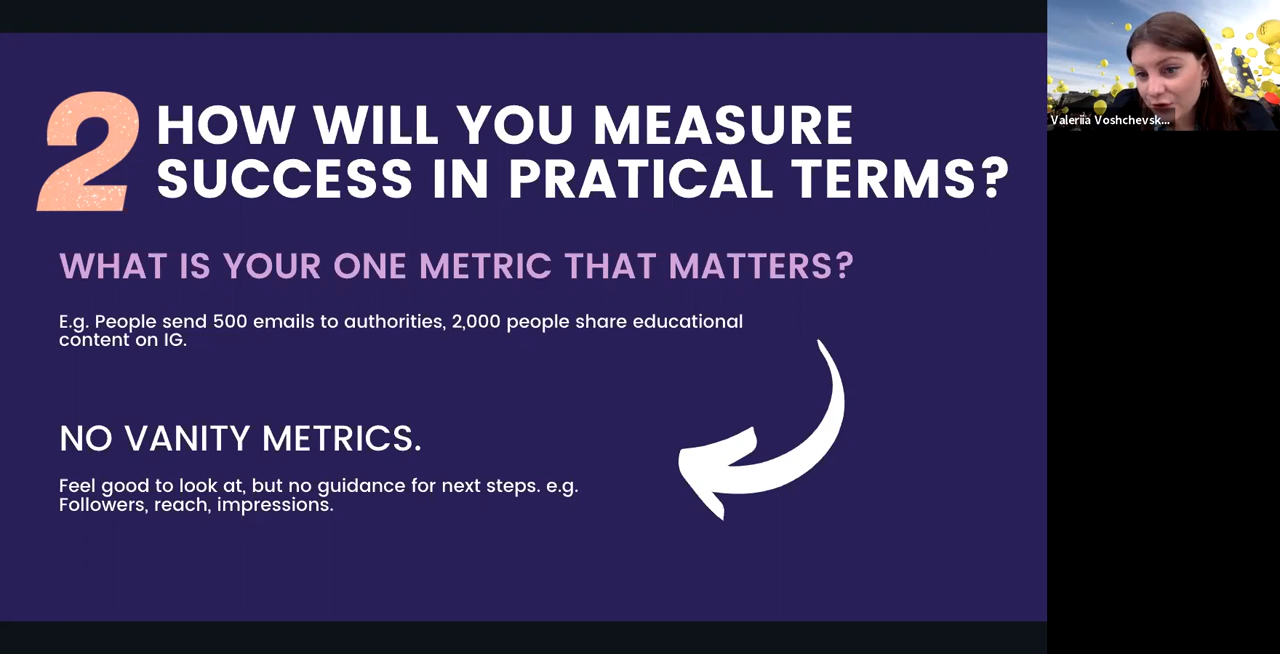 2
HOW WILL YOU MEASURE
SUCCESS IN PRATICAL TERMS?
WHAT IS YOUR ONE METRIC THAT MATTERS?
E.g. People send 500 emails to authorities, 2,000 people share educational
content on IG.
NO VANITY METRICS.
Feel good to look at, but no guidance for next steps. e.g.
Followers, reach, impressions.
Valeriia Voshchevsk...